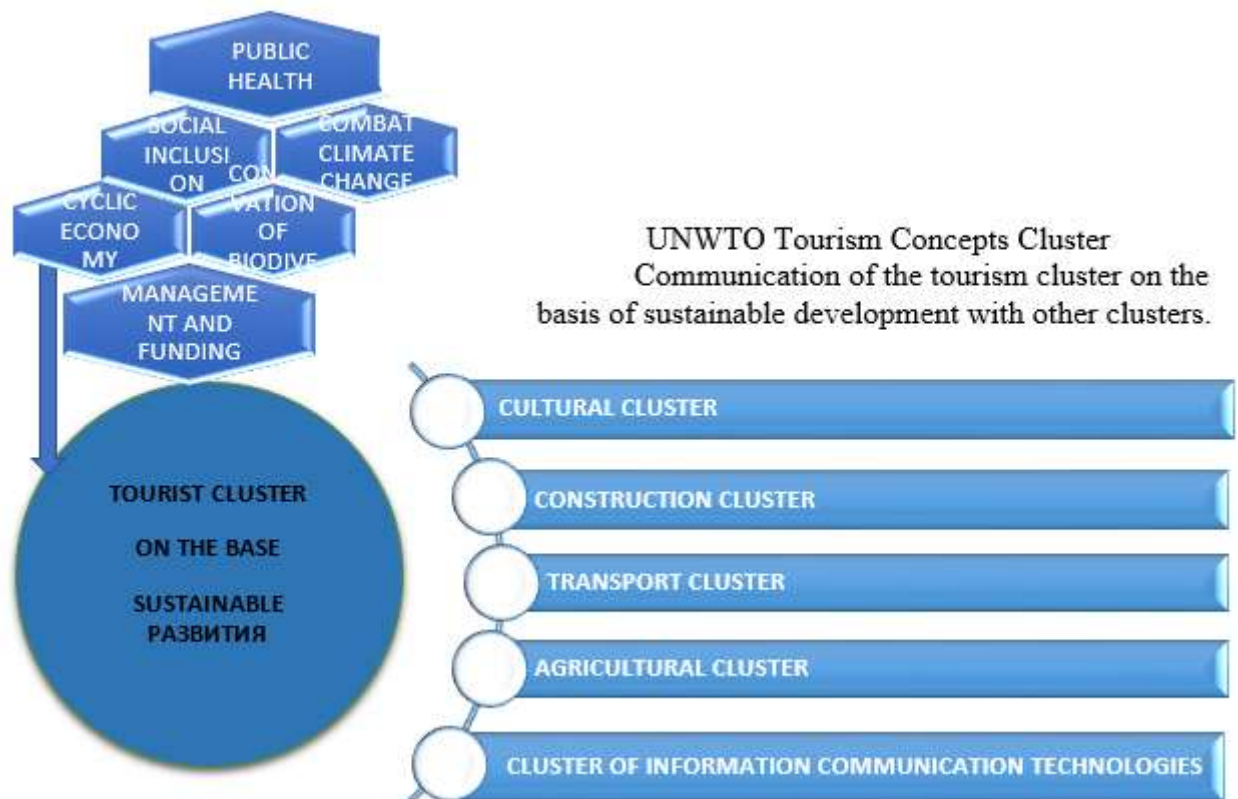 PUBLIC
HEALTH
SOCIAL
INCLUSI
ON
COMBAT
CLIMATE
CHANGE
CYCLIC
ECONO
MY
VATION
OF
BIODIVE
MANAGEME
NT AND
FUNDING
UNWTO Tourism Concepts Cluster
Communication of the tourism cluster on the
basis of sustainable development with other clusters.
TOURIST CLUSTER
ON THE BASE
SUSTAINABLE
РАЗВИТИЯ
CULTURAL CLUSTER
CONSTRUCTION CLUSTER
TRANSPORT CLUSTER
AGRICULTURAL CLUSTER
CLUSTER OF INFORMATION COMMUNICATION TECHNOLOGIES